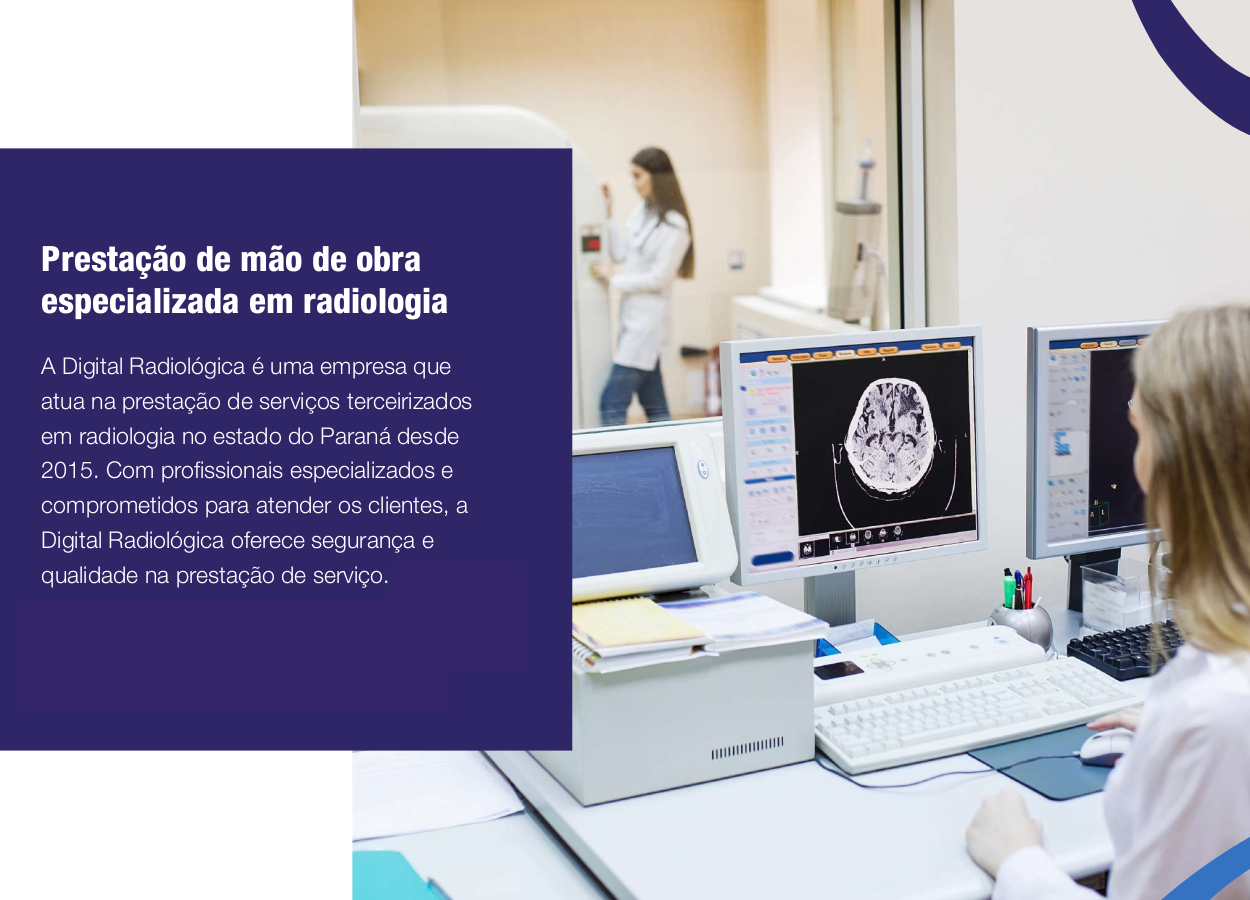 Prestação de mão de obra
especializada em radiologia
A Digital Radiológica é uma empresa que
atua na prestação de serviços terceirizados
em radiologia no estado do Paraná desde
2015. Com profissionais especializados e
comprometidos para atender os clientes, a
Digital Radiológica oferece segurança e
qualidade na prestação de serviço.